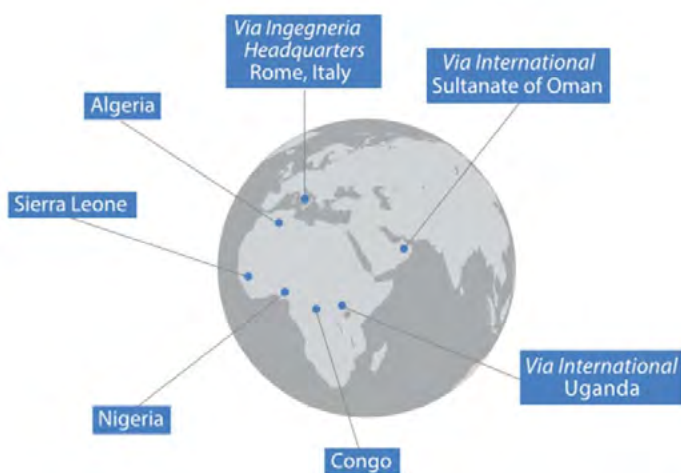 Via Ingegneria
Headquarters
Rome, Italy
Via International
Sultanate of Oman
Algeria
Sierra Leone
Via International
Uganda
Nigeria
Congo